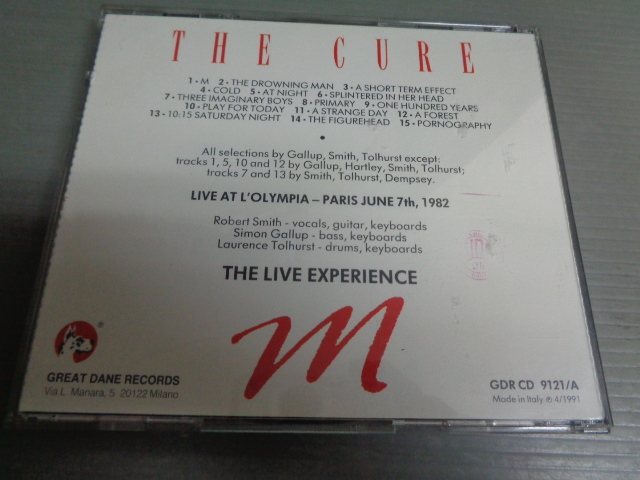 THE CURE
1 • M 2 • THE DROWNING MAN 3 • A SHORT TERM EFFECT
4 • COLD 5 • AT NIGHT 6 • SPLINTERED IN HER HEAD
7 • THREE IMAGINARY BOYS 8 • PRIMARY 9 • ONE HUNDRED YEARS
10 • PLAY FOR TODAY 11 • A STRANGE DAY 12 • A FOREST
13 • 10:15 SATURDAY NIGHT 14 • THE FIGUREHEAD 15 • PORNOGRAPHY
•
All selections by Gallup, Smith, Tolhurst except:
tracks 1, 5, 10 and 12 by Gallup, Hartley, Smith, Tolhurst;
tracks 7 and 13 by Smith, Tolhurst, Dempsey.
LIVE AT L'OLYMPIA – PARIS JUNE 7th, 1982
Robert Smith - vocals, guitar, keyboards
Simon Gallup - bass, keyboards
Laurence Tolhurst - drums, keyboards
THE LIVE EXPERIENCE
M
®
GREAT DANE RECORDS
Via L. Manara, 5 20122 Milano
GDR CD 9121/A
Made in Italy ℗ 4/1991